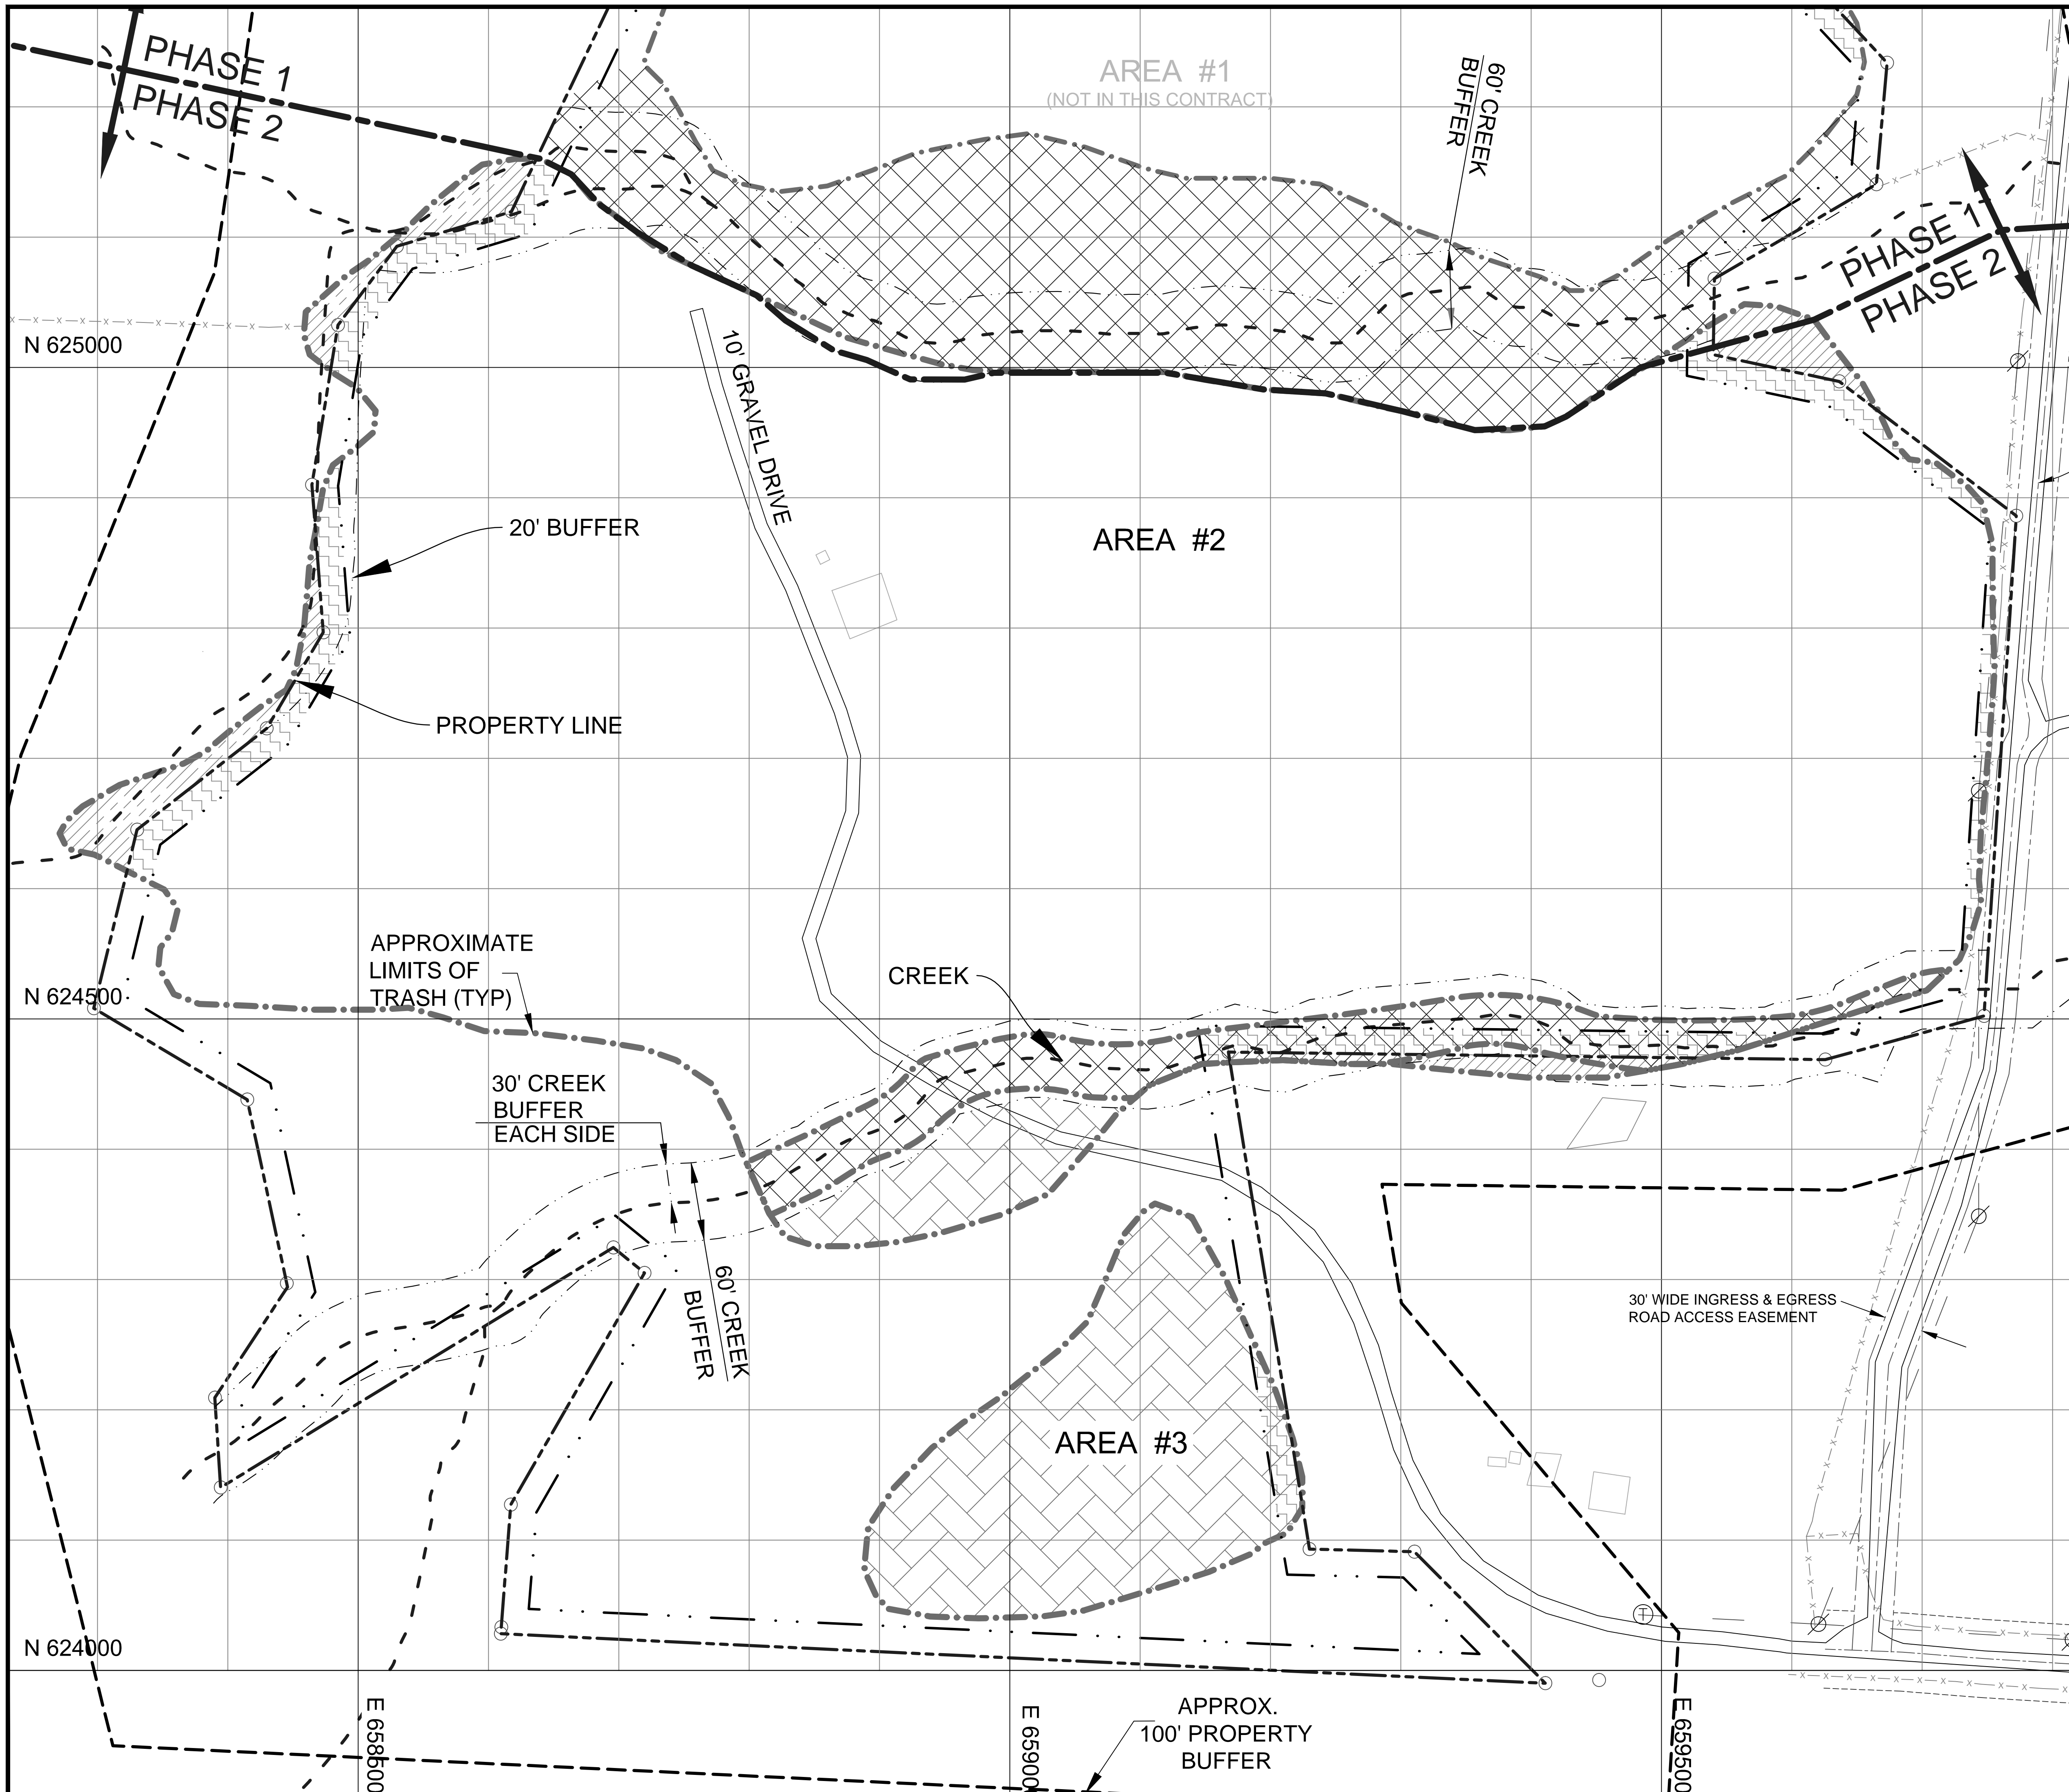 PHASE 1
PHASE 2
AREA #1
(NOT IN THIS CONTRACT)
60' CREEK
BUFFER
PHASE 1
PHASE 2
N 625000
10' GRAVEL DRIVE
20' BUFFER
AREA #2
PROPERTY LINE
APPROXIMATE
LIMITS OF
TRASH (TYP)
CREEK
N 624500
30' CREEK
BUFFER
EACH SIDE
60' CREEK
BUFFER
30' WIDE INGRESS & EGRESS
ROAD ACCESS EASEMENT
AREA #3
N 624000
E 658500
E 65900
E 659500
APPROX.
100' PROPERTY
BUFFER
T